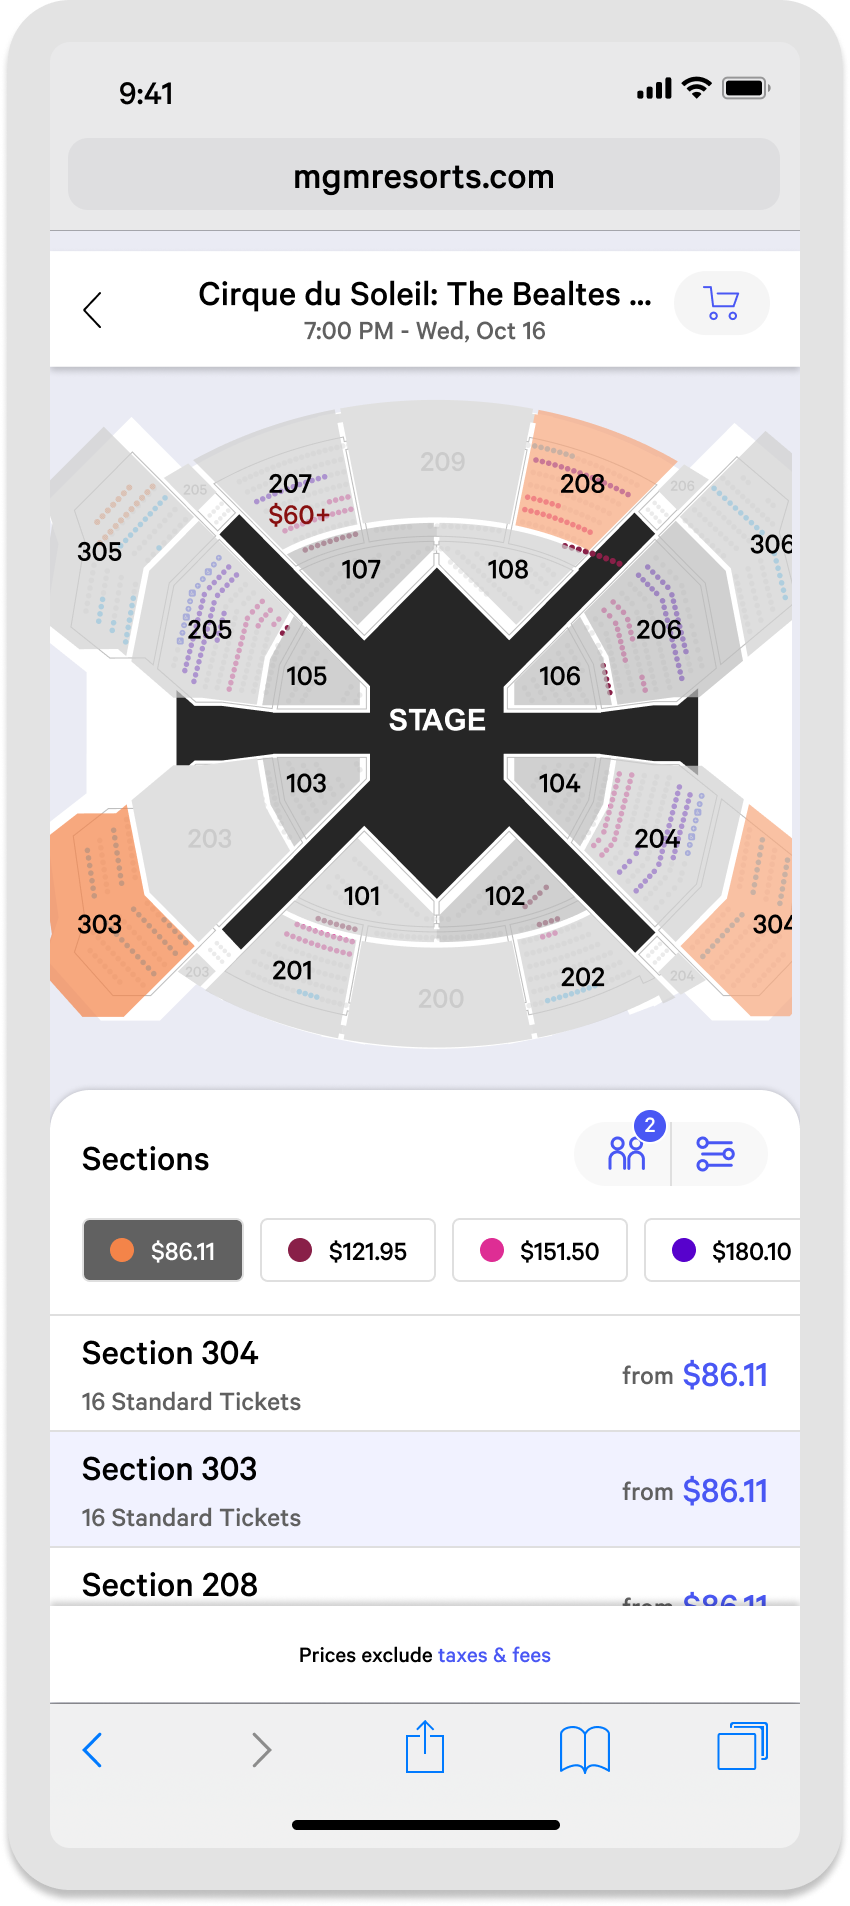 9:41
mgmresorts.com
Cirque du Soleil: The Bealtes ...
7:00 PM - Wed, Oct 16
209
207
$60+
208
205
206
305
306
107
108
205
206
105
106
STAGE
103
104
203
204
101
102
303
304
201
202
203
204
200
2
Sections
$86.11
$121.95
$151.50
$180.10
Section 304
from $86.11
16 Standard Tickets
Section 303
from $86.11
16 Standard Tickets
Section 208
from $86.11
Prices exclude taxes & fees